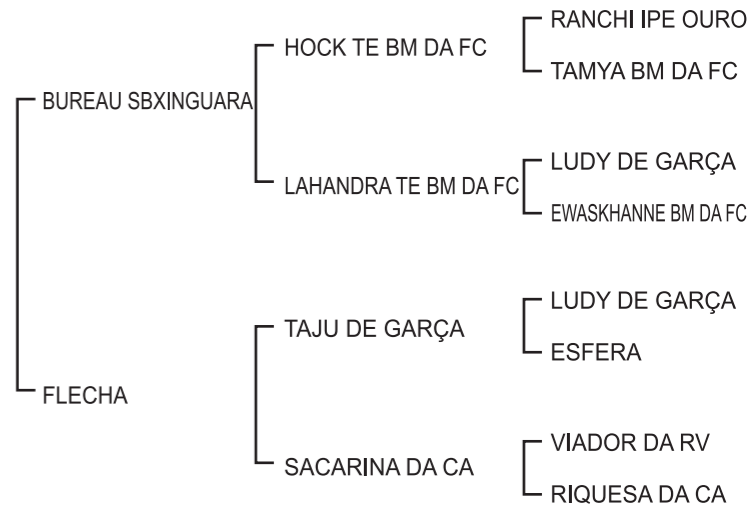 RANCHI IPE OURO
HOCK TE BM DA FC
TAMYA BM DA FC
BUREAU SBXINGUARA
LUDY DE GARÇA
LAHANDRA TE BM DA FC
EWASKHANNE BM DA FC
LUDY DE GARÇA
TAJU DE GARÇA
ESFERA
FLECHA
VIADOR DA RV
SACARINA DA CA
RIQUESA DA CA